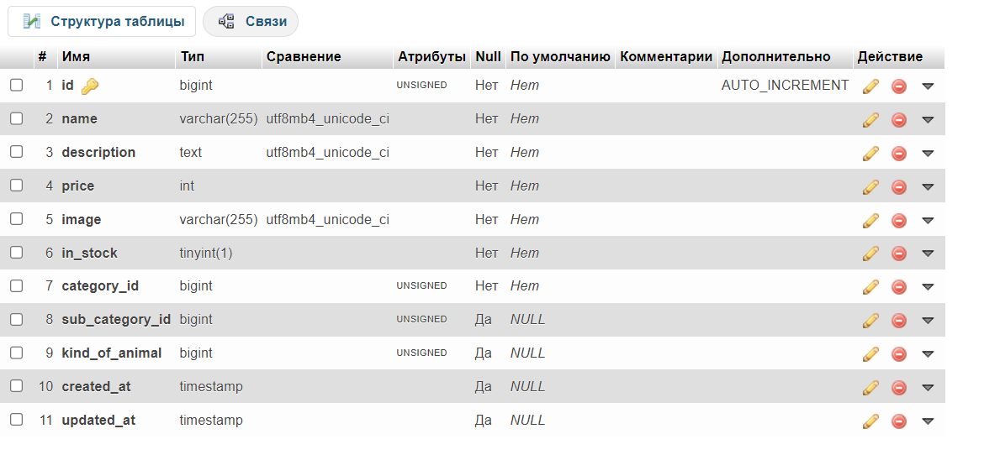 Структура таблицы Связи
# Имя Тип Сравнение Атрибуты Null По умолчанию Комментарии Дополнительно Действие
1 id bigint UNSIGNED Нет Нет AUTO_INCREMENT
2 name varchar(255) utf8mb4_unicode_ci Нет Нет
3 description text utf8mb4_unicode_ci Нет Нет
4 price int Нет Нет
5 image varchar(255) utf8mb4_unicode_ci Нет Нет
6 in_stock tinyint(1) Нет Нет
7 category_id bigint UNSIGNED Нет Нет
8 sub_category_id bigint UNSIGNED Да NULL
9 kind_of_animal bigint UNSIGNED Да NULL
10 created_at timestamp Да NULL
11 updated_at timestamp Да NULL